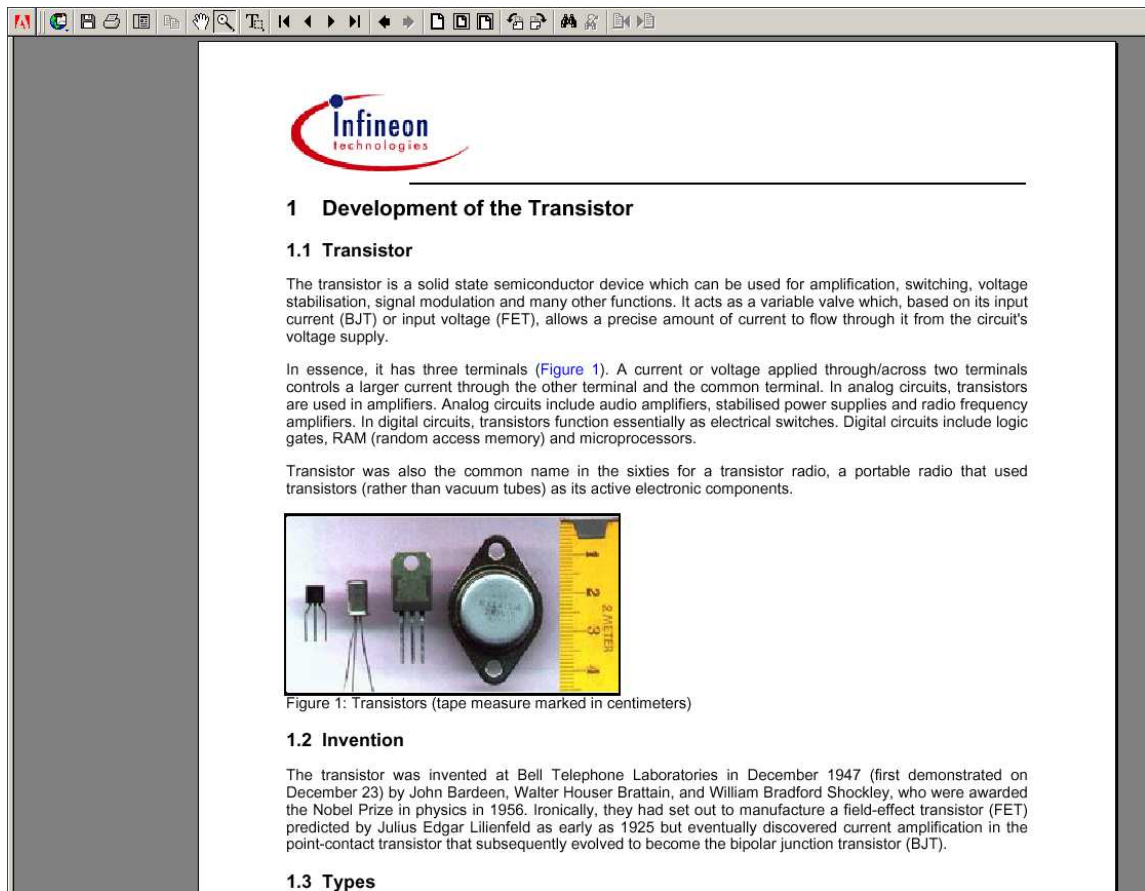 Infineon
technologies
1 Development of the Transistor
1.1 Transistor
The transistor is a solid state semiconductor device which can be used for amplification, switching, voltage
stabilisation, signal modulation and many other functions. It acts as a variable valve which, based on its input
current (BJT) or input voltage (FET), allows a precise amount of current to flow through it from the circuit's
voltage supply.
In essence, it has three terminals (Figure 1). A current or voltage applied through/across two terminals
controls a larger current through the other terminal and the common terminal. In analog circuits, transistors
are used in amplifiers. Analog circuits include audio amplifiers, stabilised power supplies and radio frequency
amplifiers. In digital circuits, transistors function essentially as electrical switches. Digital circuits include logic
gates, RAM (random access memory) and microprocessors.
Transistor was also the common name in the sixties for a transistor radio, a portable radio that used
transistors (rather than vacuum tubes) as its active electronic components.
1
2
3
4
2 METER
Figure 1: Transistors (tape measure marked in centimeters)
1.2 Invention
The transistor was invented at Bell Telephone Laboratories in December 1947 (first demonstrated on
December 23) by John Bardeen, Walter Houser Brattain, and William Bradford Shockley, who were awarded
the Nobel Prize in physics in 1956. Ironically, they had set out to manufacture a field-effect transistor (FET)
predicted by Julius Edgar Lilienfeld as early as 1925 but eventually discovered current amplification in the
point-contact transistor that subsequently evolved to become the bipolar junction transistor (BJT).
1.3 Types